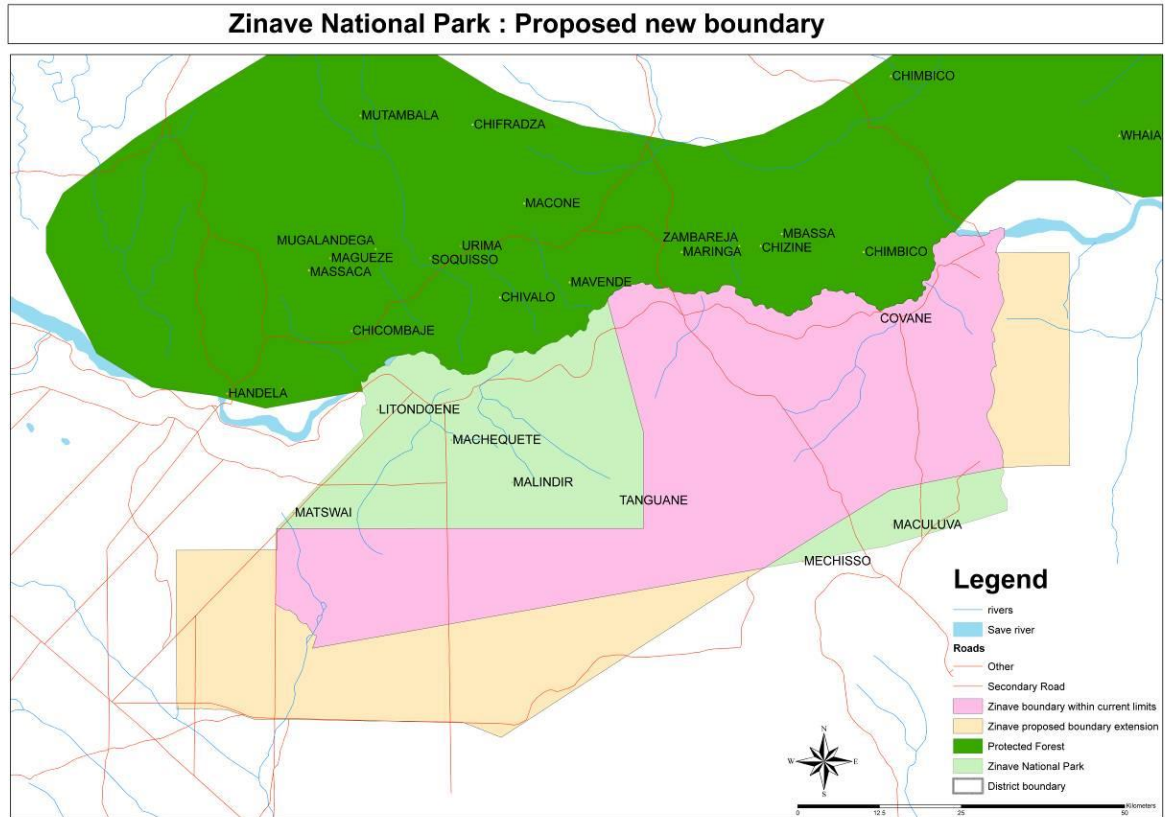 Zinave National Park : Proposed new boundary
CHIMBICO
MUTAMBALA
CHIFRADZA
WHAIA
MACONE
MUGALANDEGA
URIMA
ZAMBAREJA
MBASSA
MAGUEZE
SOQUISSO
MARINGA
CHIZINE
CHIMBICO
MASSACA
MAVENDE
CHIVALO
COVANE
CHICOMBAJE
HANDELA
LITONDOENE
MACHEQUETE
MALINDIR
TANGUANE
MATSWAI
MACULUVA
MECHISSO
Legend
rivers
Save river
Roads
Other
Secondary Road
Zinave boundary within current limits
Zinave proposed boundary extension
Protected Forest
Zinave National Park
District boundary
N
W
E
S
Kilometers
0 12.5 25 50